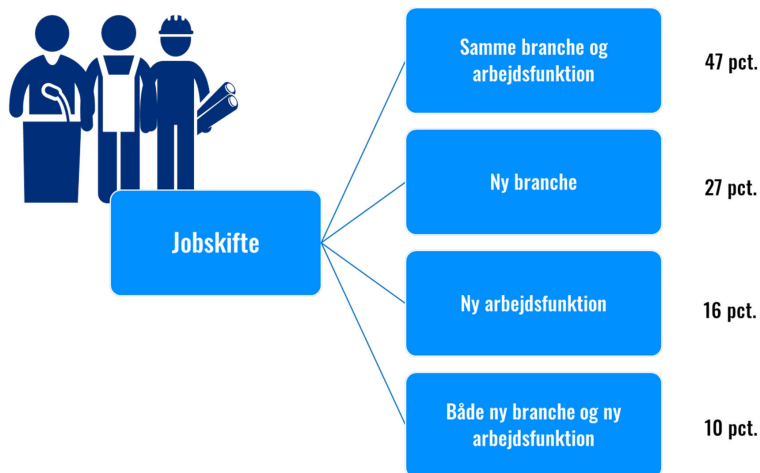 Samme branche og
arbejdsfunktion
47 pct.
Ny branche
27 pct.
Jobskifte
Ny arbejdsfunktion
16 pct.
Både ny branche og ny
arbejdsfunktion
10 pct.